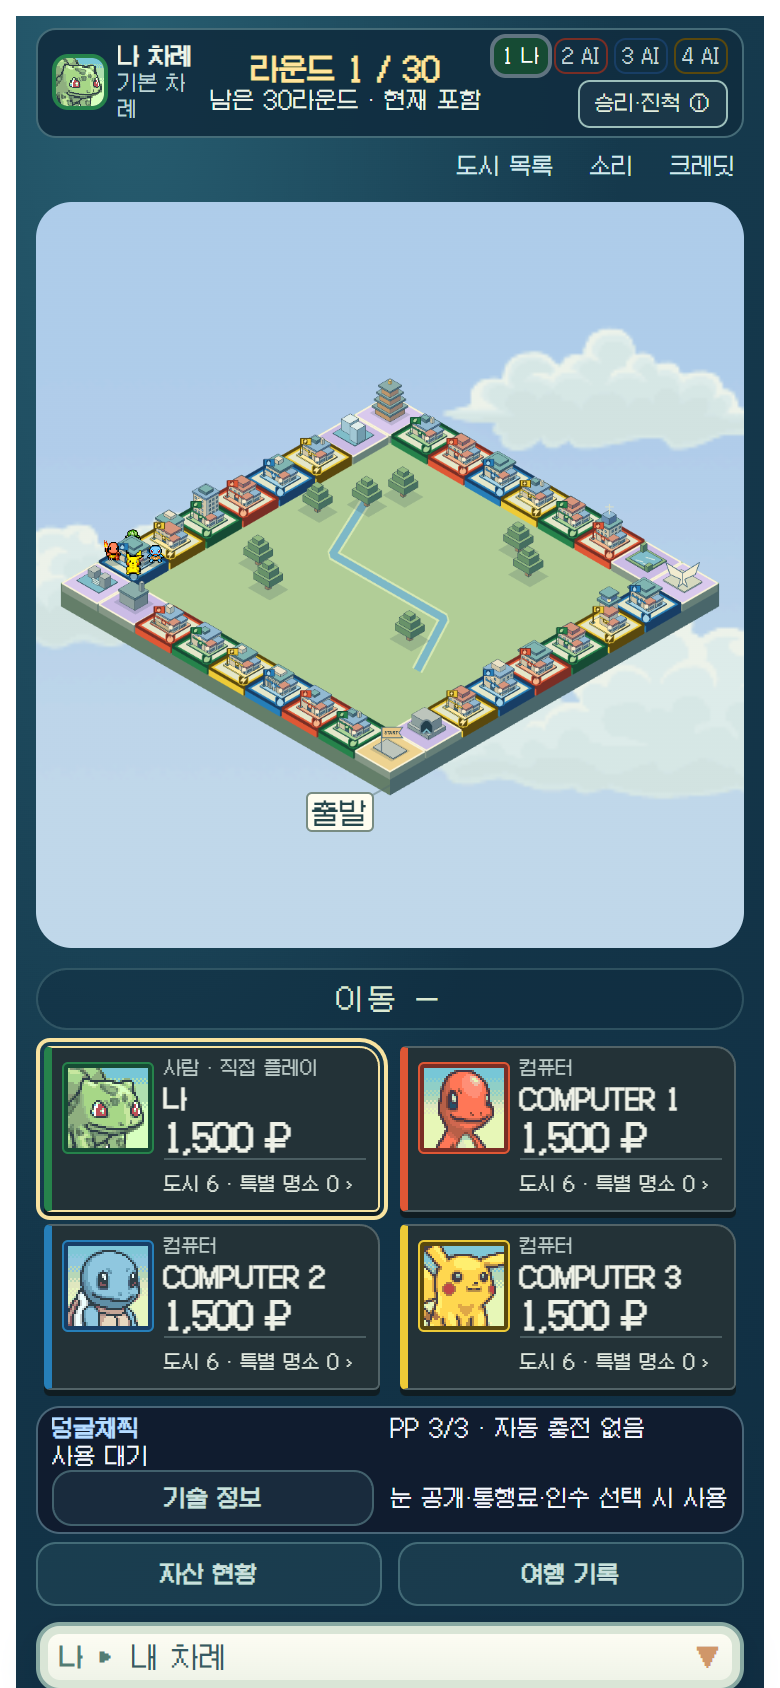 나 차례
기본 차
례
라운드 1 / 30
남은 30라운드 · 현재 포함
1 나
2 AI
3 AI
4 AI
승리·진척 ⓘ
도시 목록
소리
크레딧
START
출발
이동 —
사람 · 직접 플레이
나
1,500 ₽
도시 6 · 특별 명소 0 ›
컴퓨터
COMPUTER 1
1,500 ₽
도시 6 · 특별 명소 0 ›
컴퓨터
COMPUTER 2
1,500 ₽
도시 6 · 특별 명소 0 ›
컴퓨터
COMPUTER 3
1,500 ₽
도시 6 · 특별 명소 0 ›
덩굴채찍
사용 대기
PP 3/3 · 자동 충전 없음
기술 정보
눈 공개·통행료·인수 선택 시 사용
자산 현황
여행 기록
나 ▶ 내 차례 ▼